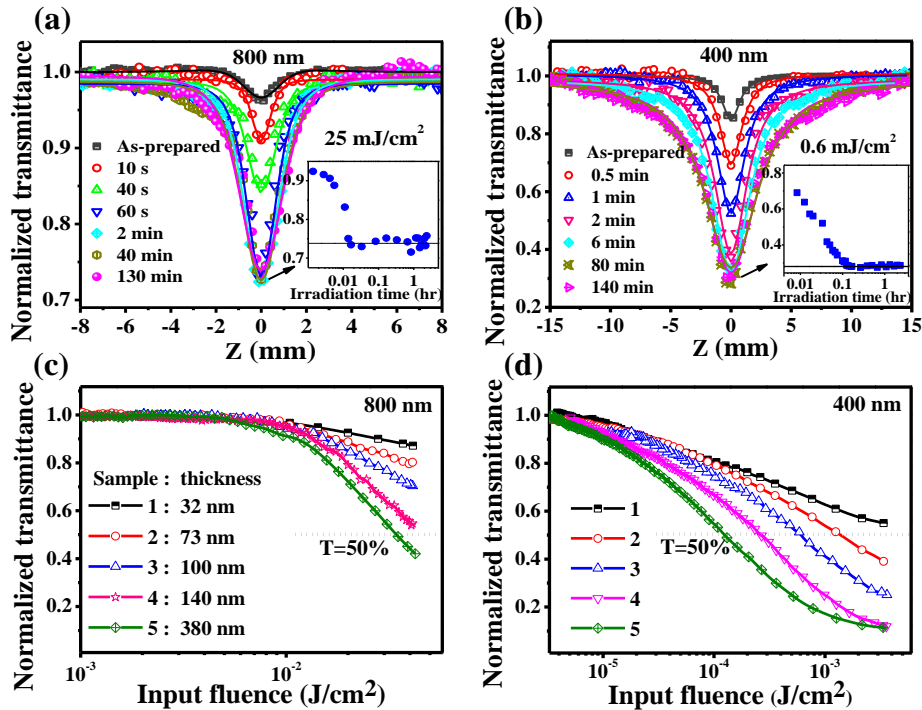 (a)
800 nm
Normalized transmittance
1.0
0.9
0.8
0.7
As-prepared
10 s
40 s
60 s
2 min
40 min
130 min
25 mJ/cm2
0.9
0.8
0.7
0.01
0.1
1
Irradiation time (hr)
-8
-6
-4
-2
0
2
4
6
8
Z (mm)
(b)
400 nm
Normalized transmittance
1.0
0.8
0.6
0.4
0.2
As-prepared
0.5 min
1 min
2 min
6 min
80 min
140 min
0.6 mJ/cm2
0.8
0.6
0.4
0.01
0.1
1
Irradiation time (hr)
-15
-10
-5
0
5
10
15
Z (mm)
(c)
800 nm
Normalized transmittance
1.0
0.8
0.6
0.4
0.2
Sample : thickness
1 : 32 nm
2 : 73 nm
3 : 100 nm
4 : 140 nm
5 : 380 nm
T=50%
10-3
10-2
Input fluence (J/cm2)
(d)
400 nm
Normalized transmittance
1.0
0.8
0.6
0.4
0.2
1
2
3
4
5
T=50%
10-5
10-4
10-3
Input fluence (J/cm2)